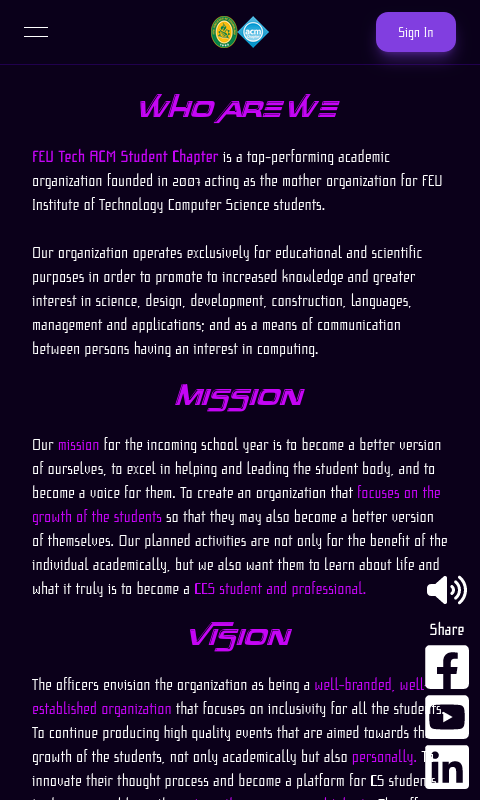 acm
Sign In
WHO ARE WE
FEU Tech ACM Student Chapter is a top-performing academic
organization founded in 2003 acting as the mother organization for FEU
Institute of Technology Computer Science students.
Our organization operates exclusively for educational and scientific
purposes in order to promote to increased knowledge and greater
interest in science, design, development, construction, languages,
management and applications; and as a means of communication
between persons having an interest in computing.
MISSION
Our mission for the incoming school year is to become a better version
of ourselves, to excel in helping and leading the student body, and to
become a voice for them. To create an organization that focuses on the
growth of the students so that they may also become a better version
of themselves. Our planned activities are not only for the benefit of the
individual academically, but we also want them to learn about life and
what it truly is to become a CCS student and professional.
Share
VISION
The officers envision the organization as being a well-branded, well
established organization that focuses on inclusivity for all the students.
To continue producing high quality events that are aimed towards the
growth of the students, not only academically but also personally.
innovate their thought process and become a platform for CS students